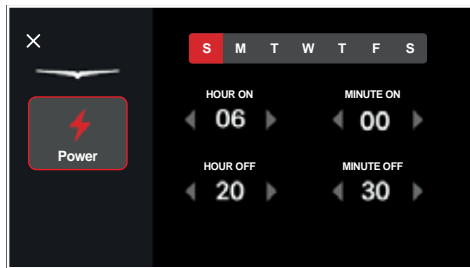 S M T W T F S
HOUR ON MINUTE ON
06 00
Power
HOUR OFF MINUTE OFF
20 30